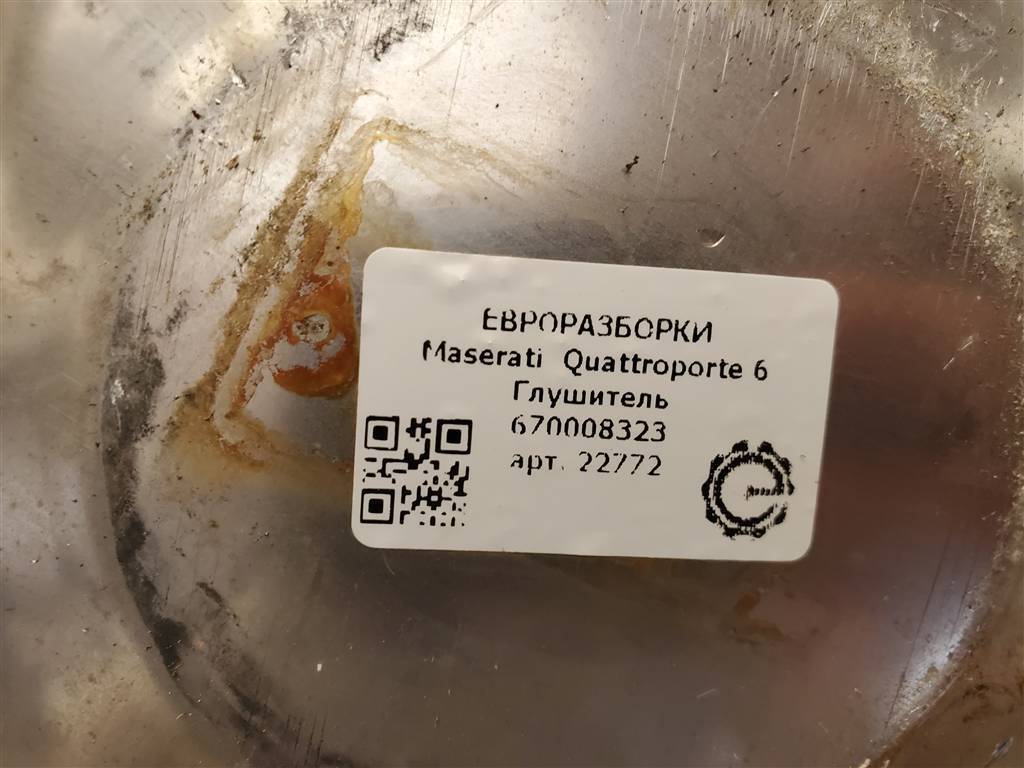 ЕВРОРАЗБОРКИ
Maserati Quattroporte 6
Глушитель
670008323
арт. 22772